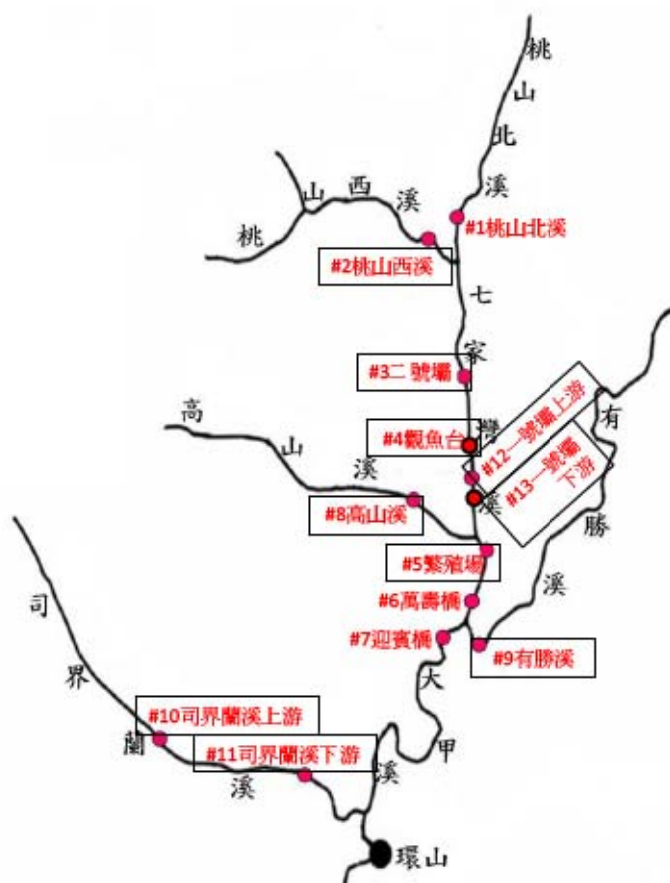 桃山北溪
桃山西溪
#1桃山北溪
#2桃山西溪
七家灣溪
#3二號壩
#4觀魚台
#12一號壩上游
#13一號壩
下游
有勝溪
高山溪
#8高山溪
#5繁殖場
#6萬壽橋
#7迎賓橋
#9有勝溪
大甲溪
司界蘭溪
#10司界蘭溪上游
#11司界蘭溪下游
環山